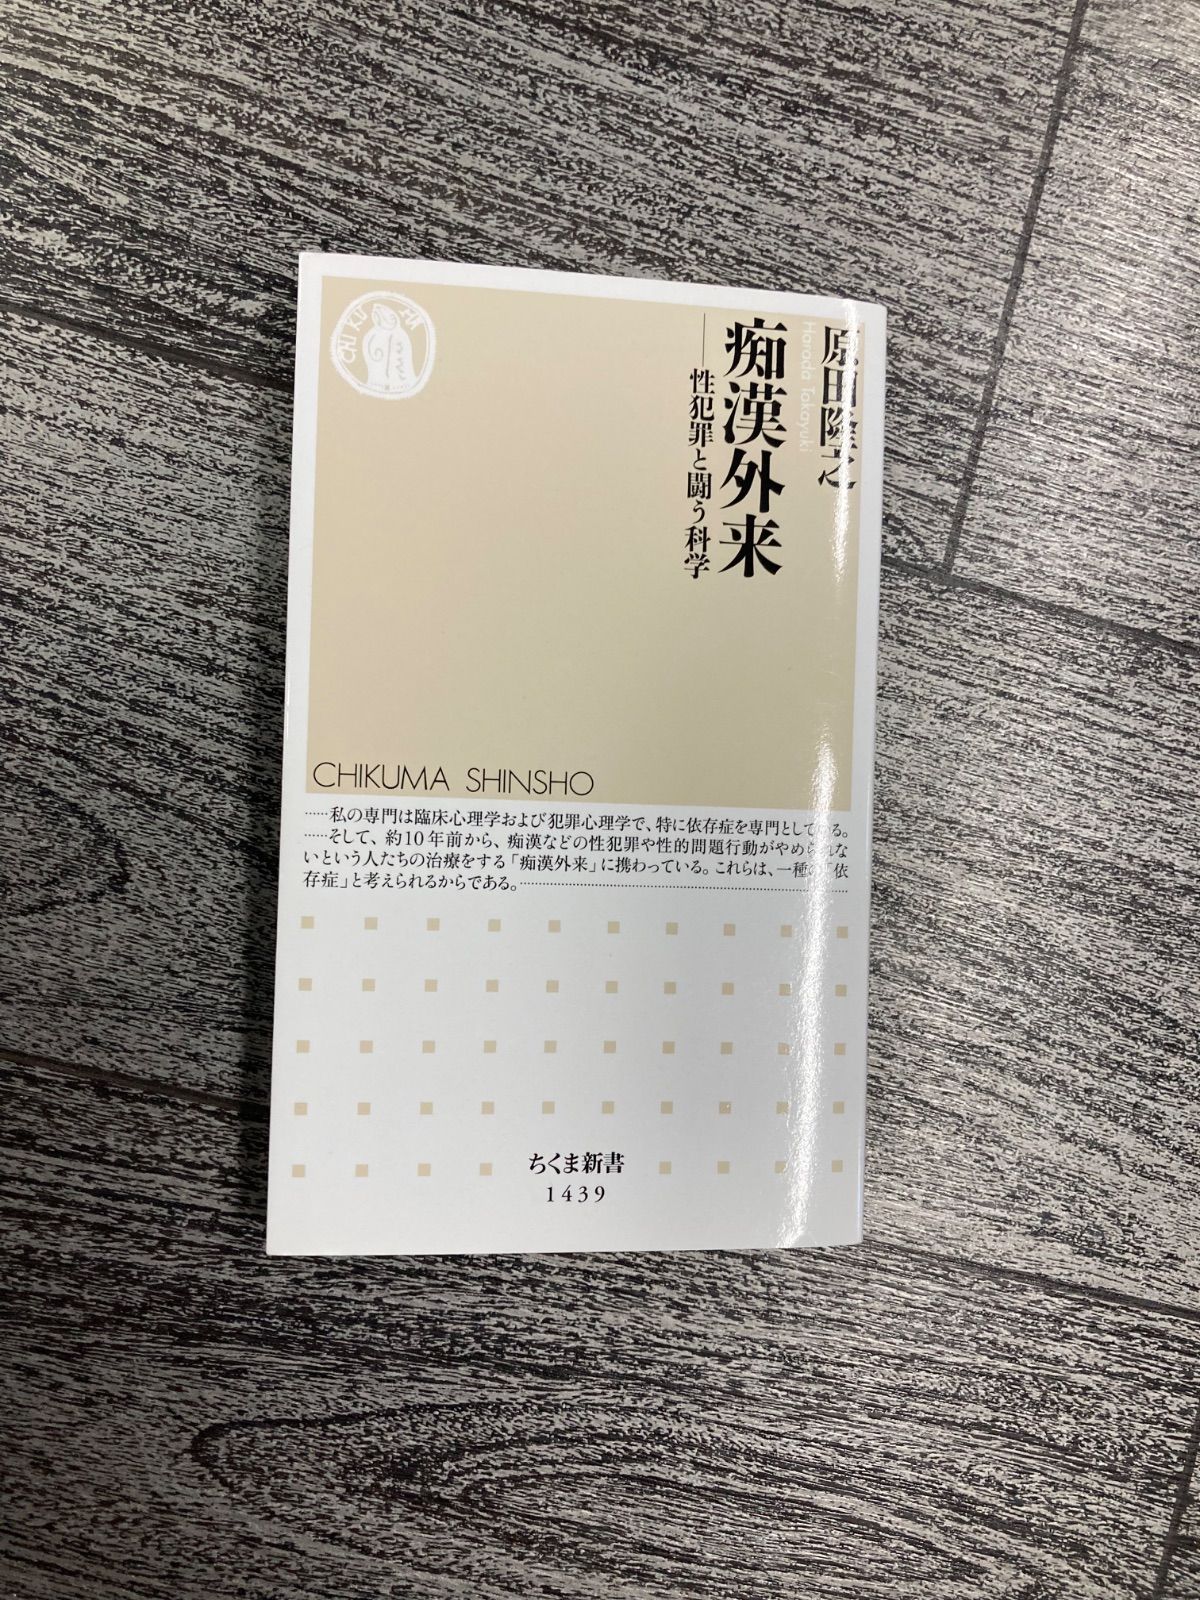 原田隆之
Harada Takayuki
痴漢外来
──性犯罪と闘う科学
CHIKUMA
CHIKUMA SHINSHO
……私の専門は臨床心理学および犯罪心理学で、特に依存症を専門としている。
……そして、約10年前から、痴漢などの性犯罪や性的問題行動がやめられな
いという人たちの治療をする「痴漢外来」に携わっている。これらは、一種の「依
存症」と考えられるからである。……
ちくま新書
1439